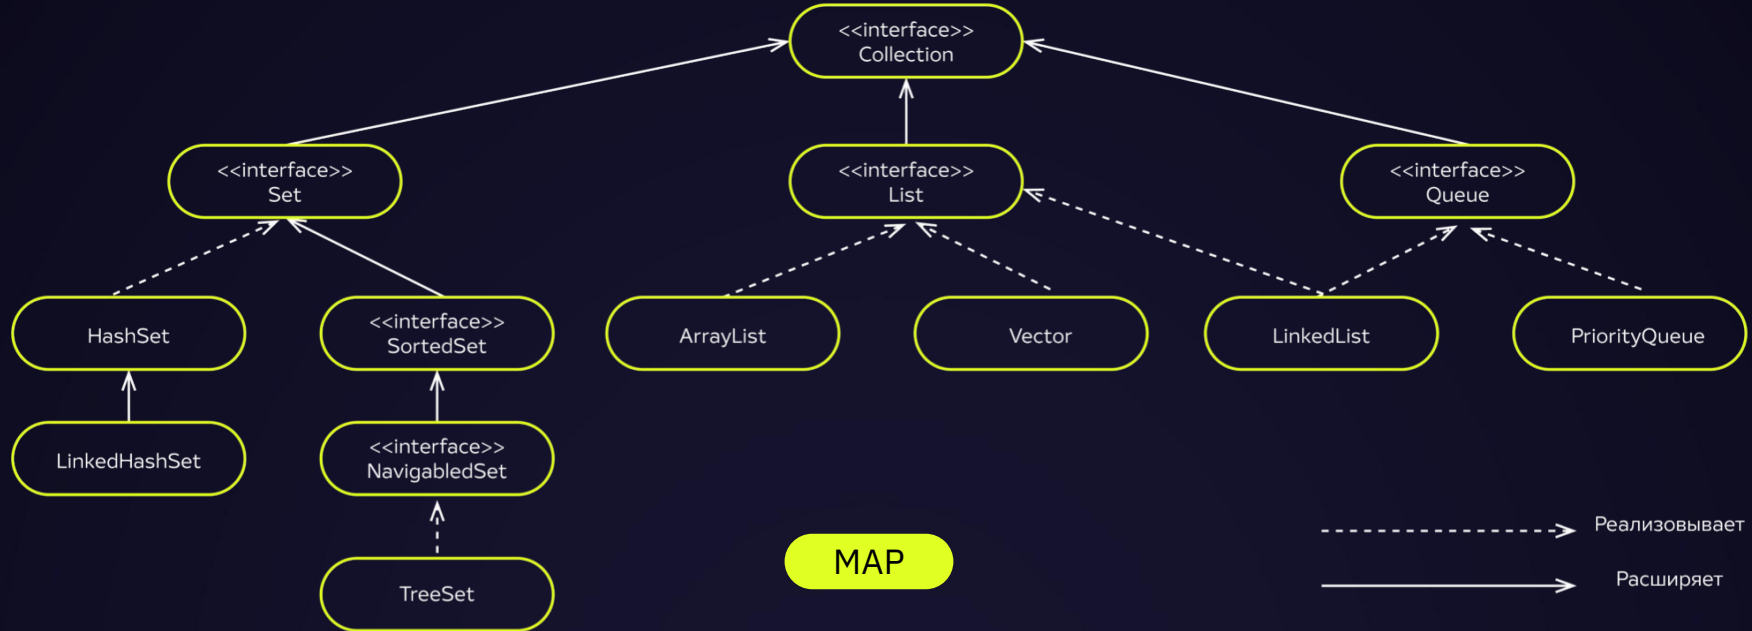 <<interface>>
Collection
<<interface>>
Set
<<interface>>
List
<<interface>>
Queue
HashSet
<<interface>>
SortedSet
ArrayList
Vector
LinkedList
PriorityQueue
LinkedHashSet
<<interface>>
NavigabledSet
TreeSet
MAP
Реализовывает
Расширяет